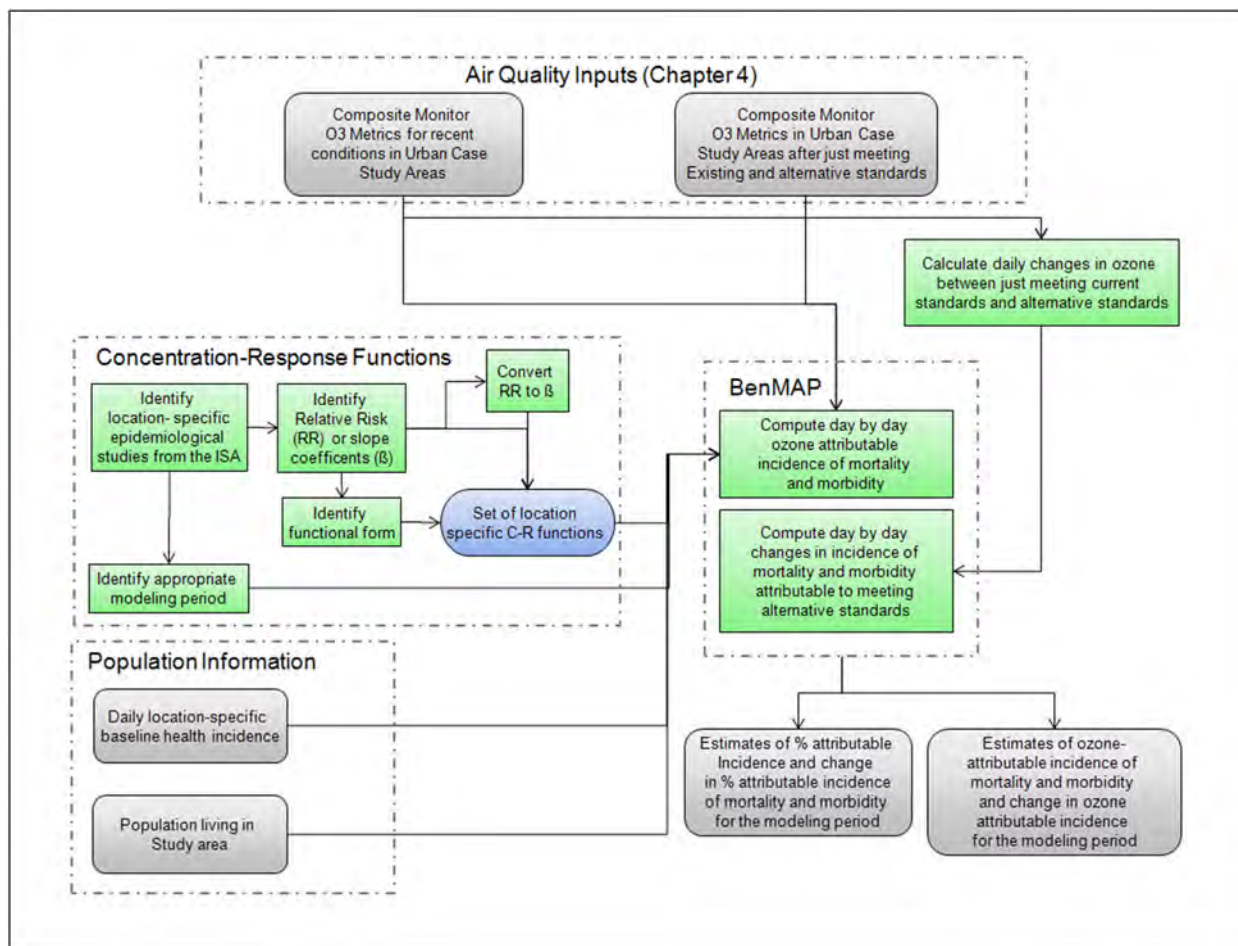 Air Quality Inputs (Chapter 4)
Composite Monitor
O3 Metrics for recent
conditions in Urban Case
Study Areas
Composite Monitor
O3 Metrics in Urban Case
Study Areas after just meeting
Existing and alternative standards
Calculate daily changes in ozone
between just meeting current
standards and alternative standards
Concentration-Response Functions
Identify
location- specific
epidemiological
studies from the ISA
Identify
Relative Risk
(RR) or slope
coefficents (ß)
Convert
RR to ß
Identify
functional form
Set of location
specific C-R functions
Identify appropriate
modeling period
BenMAP
Compute day by day
ozone attributable
incidence of mortality
and morbidity
Compute day by day
changes in incidence of
mortality and morbidity
attributable to meeting
alternative standards
Population Information
Daily location-specific
baseline health incidence
Population living in
Study area
Estimates of % attributable
Incidence and change
in % attributable incidence
of mortality and morbidity
for the modeling period
Estimates of ozone-
attributable incidence of
mortality and morbidity
and change in ozone
attributable incidence
for the modeling period